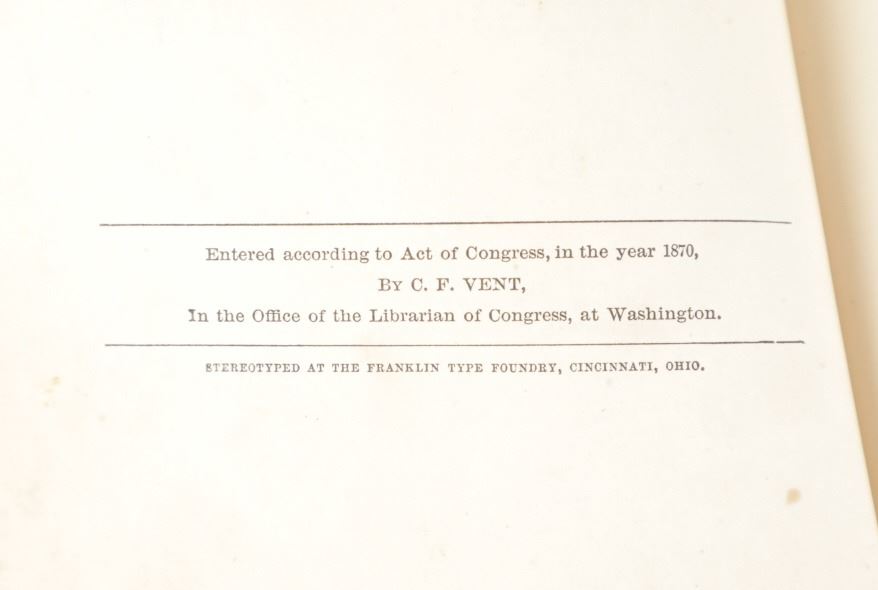 Entered according to Act of Congress, in the year 1870,
By C. F. VENT,
In the Office of the Librarian of Congress, at Washington.
STEREOTYPED AT THE FRANKLIN TYPE FOUNDRY, CINCINNATI, OHIO.